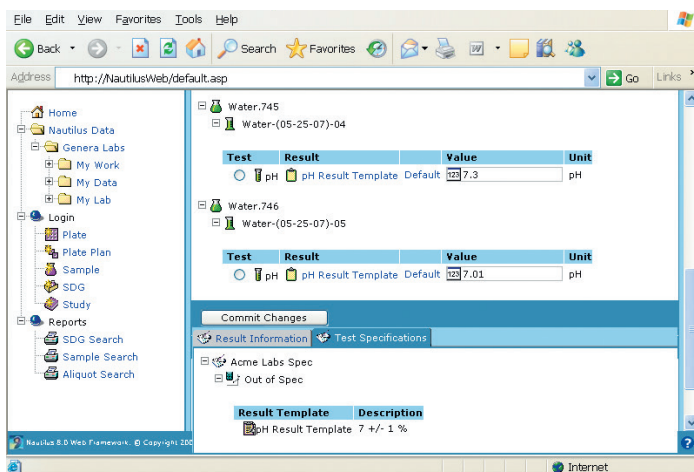 File Edit View Favorites Tools Help
Back Search Favorites
Address http://NautilusWeb/default.asp Go Links
Home
Nautilus Data
Genera Labs
My Work
My Data
My Lab
Login
Plate
Plate Plan
Sample
SDG
Study
Reports
SDG Search
Sample Search
Aliquot Search
Nautilus 8.0 Web Framework, © Copyright 200
Water.745
Water-(05-25-07)-04
Test Result Value Unit
pH pH Result Template Default 123 7.3 pH
Water.746
Water-(05-25-07)-05
Test Result Value Unit
pH pH Result Template Default 123 7.01 pH
Commit Changes
Result Information Test Specifications
Acme Labs Spec
Out of Spec
Result Template Description
pH Result Template 7 +/- 1 %
Internet